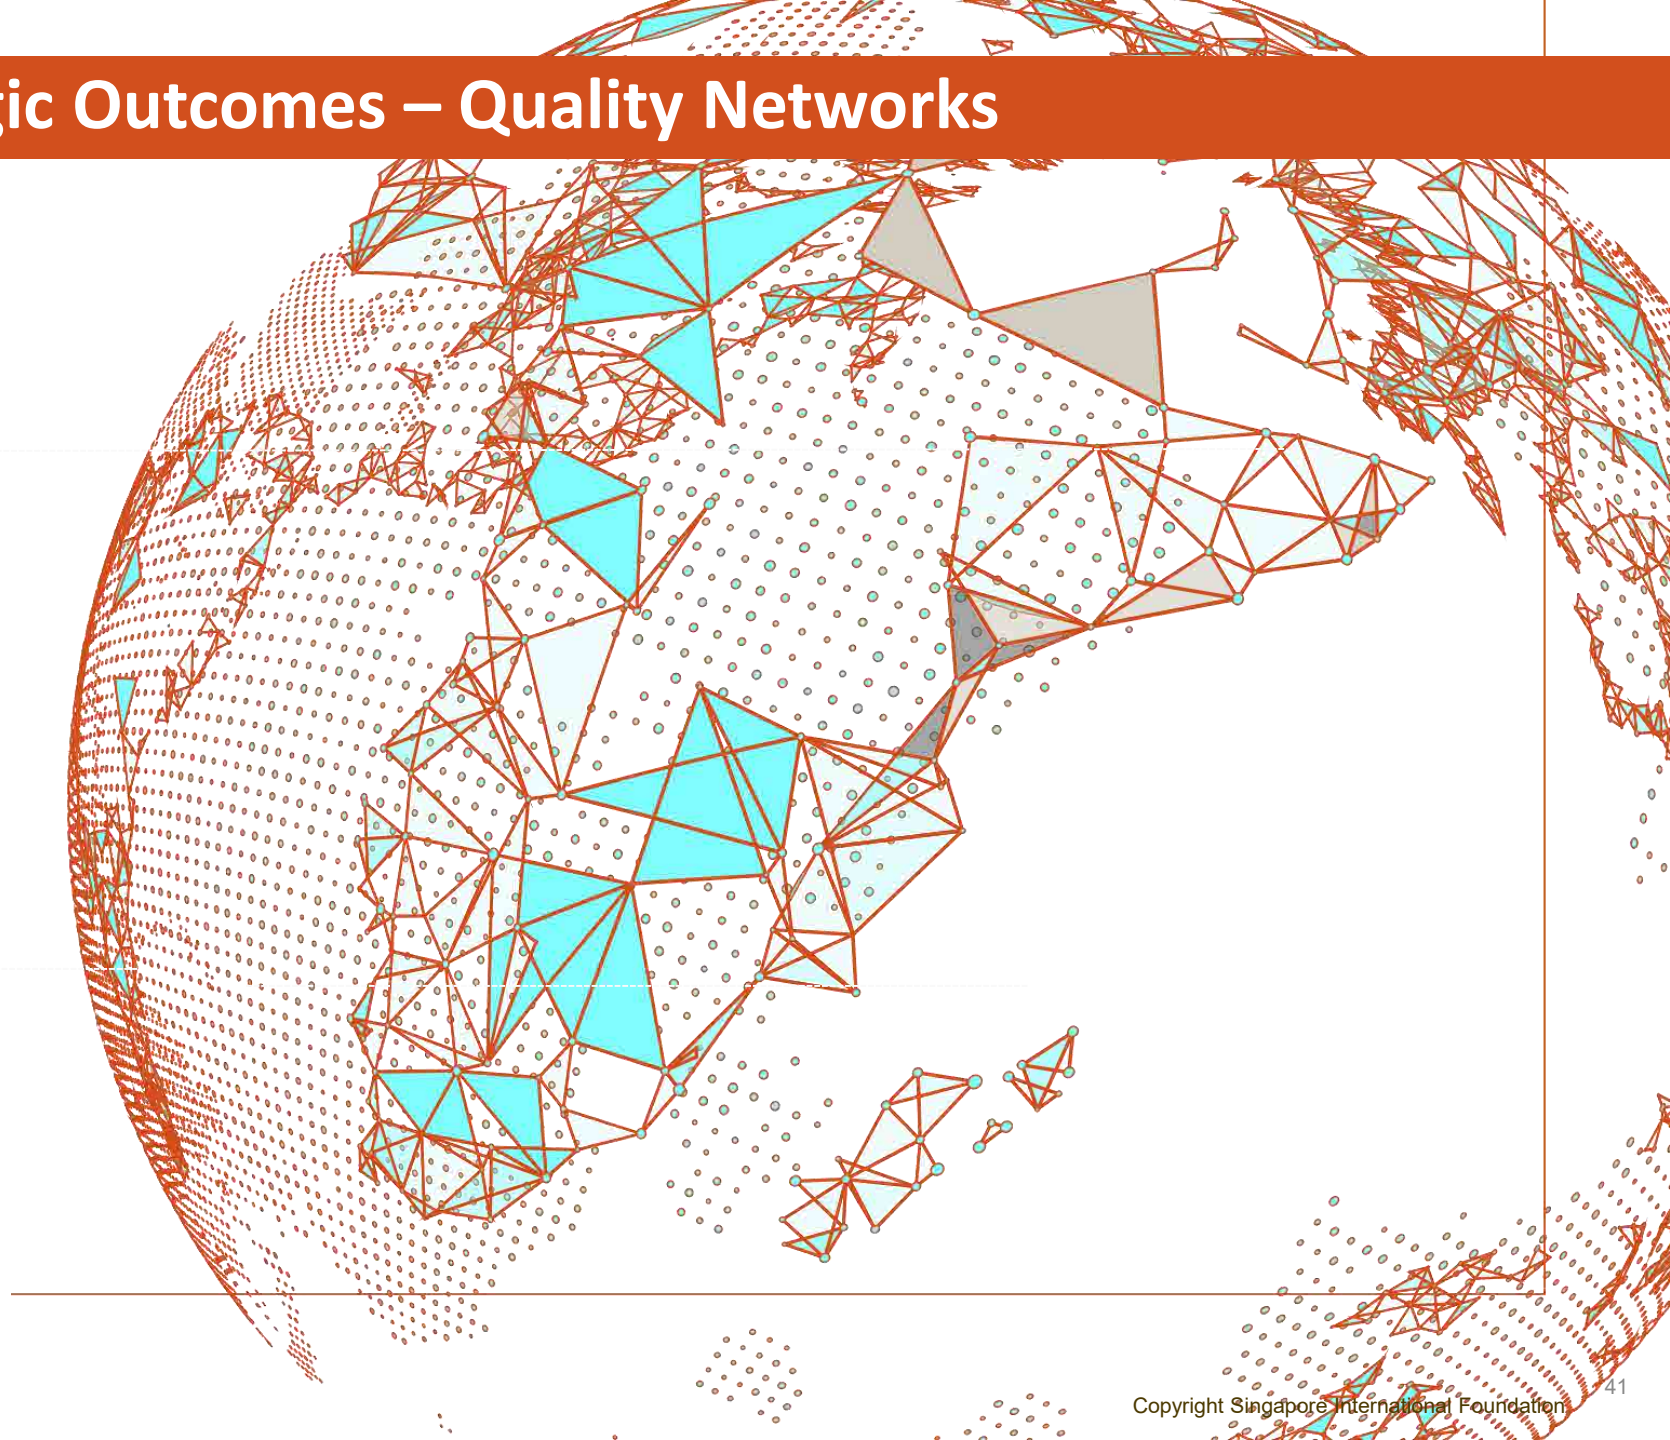 gic Outcomes – Quality Networks
41
Copyright Singapore International Foundation